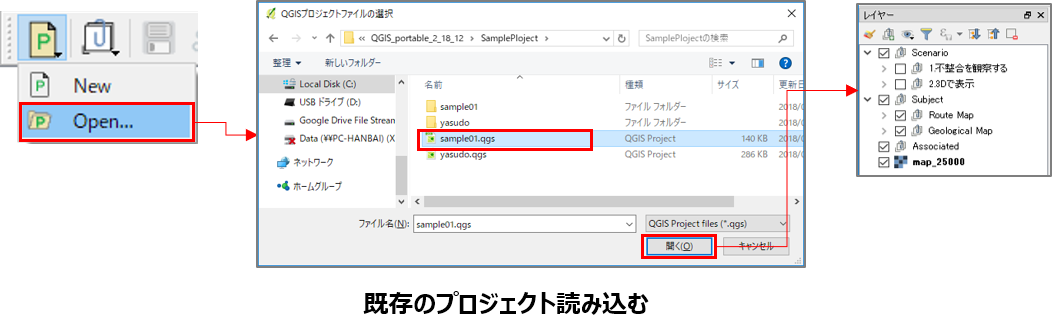 New
Open...
QGISプロジェクトファイルの選択
« QGIS_portable_2_18_12 › SamplePloject ›
SamplePlojectの検索
整理
新しいフォルダー
Local Disk (C:)
USB ドライブ (D:)
Google Drive File Stream
Data (\\PC-HANBAI) (X
ネットワーク
ホームグループ
名前 種類 サイズ 更新日
sample01 ファイル フォルダー 2018/0
yasudo ファイル フォルダー 2018/0
sample01.qgs QGIS Project 140 KB 2018/0
yasudo.qgs QGIS Project 286 KB 2018/0
ファイル名(N): sample01.qgs
QGIS Project files (*.qgs)
開く(O) キャンセル
レイヤー
Scenario
1.不整合を観察する
2.3Dで表示
Subject
Route Map
Geological Map
Associated
map_25000
既存のプロジェクト読み込む